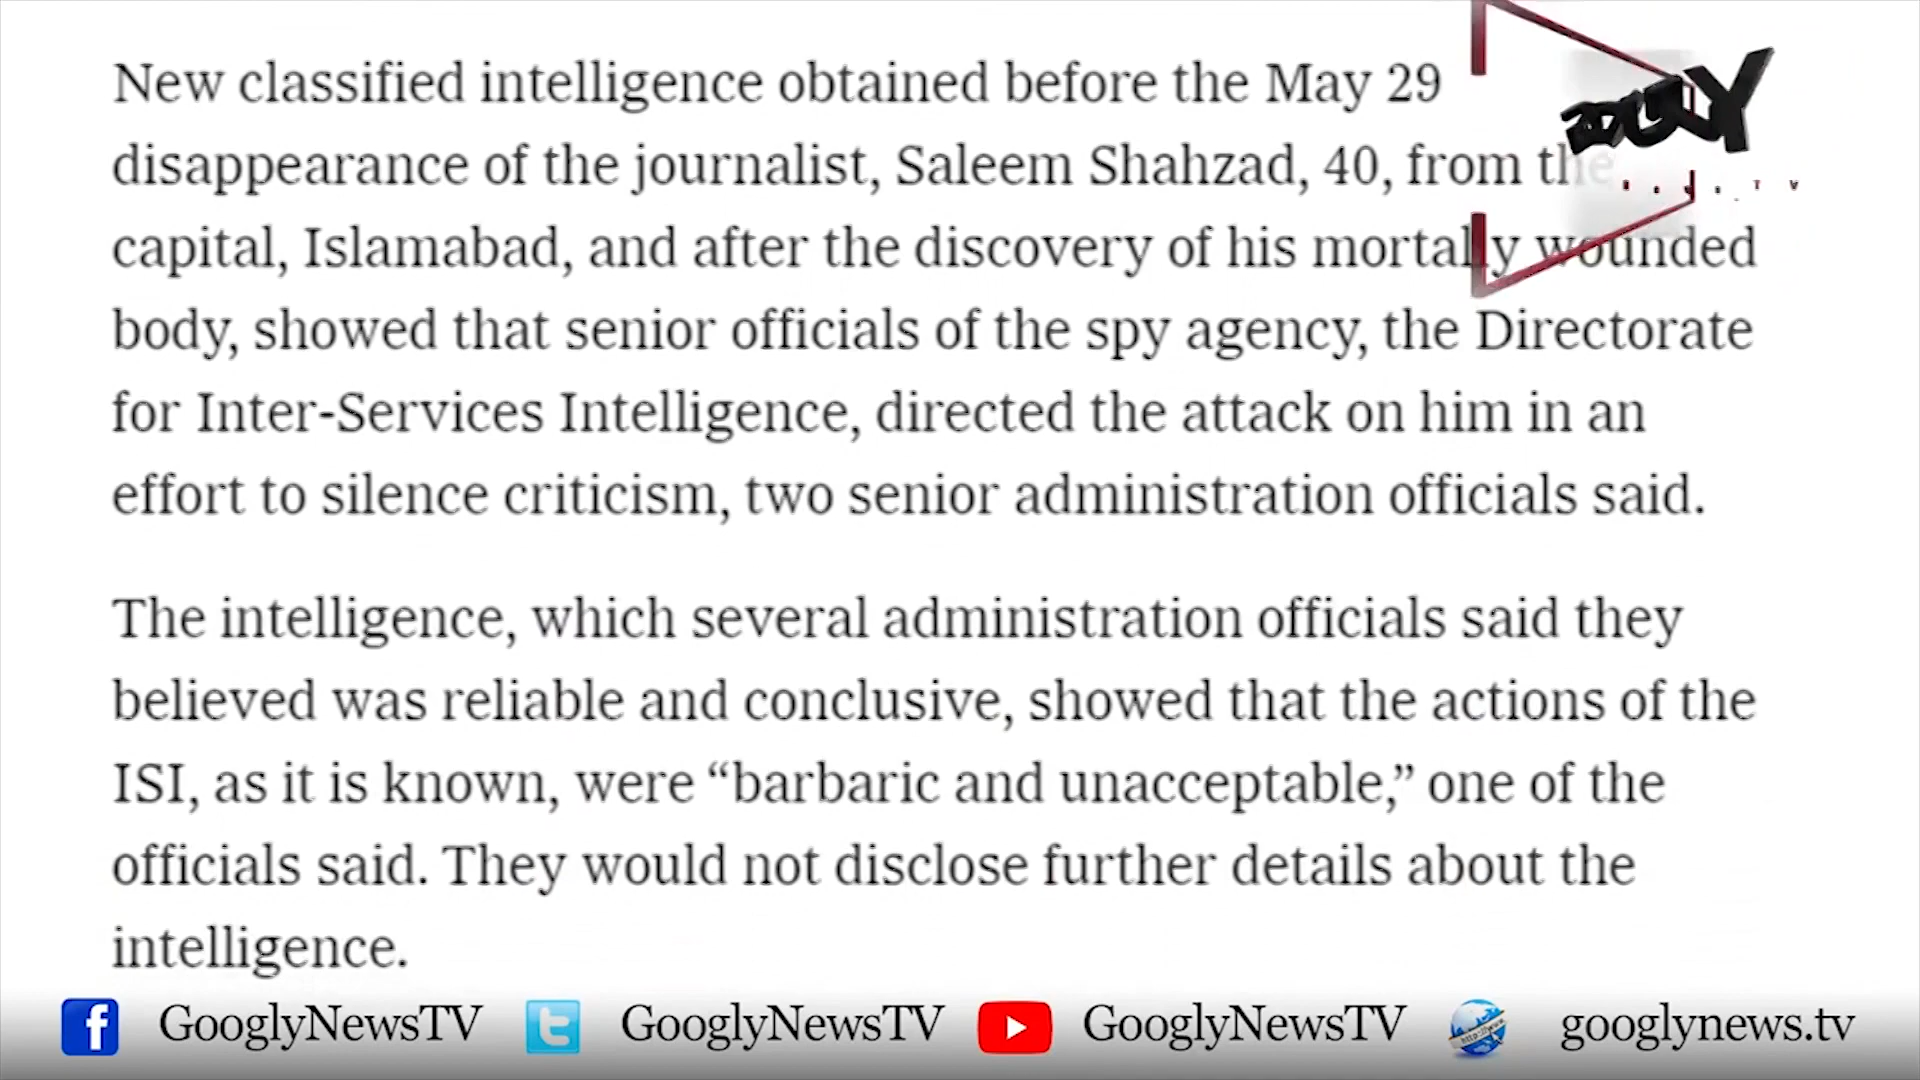 New classified intelligence obtained before the May 29
disappearance of the journalist, Saleem Shahzad, 40, from the
capital, Islamabad, and after the discovery of his mortally wounded
body, showed that senior officials of the spy agency, the Directorate
for Inter-Services Intelligence, directed the attack on him in an
effort to silence criticism, two senior administration officials said.
The intelligence, which several administration officials said they
believed was reliable and conclusive, showed that the actions of the
ISI, as it is known, were “barbaric and unacceptable,” one of the
officials said. They would not disclose further details about the
intelligence.
GooglyNewsTV GooglyNewsTV GooglyNewsTV googlynews.tv